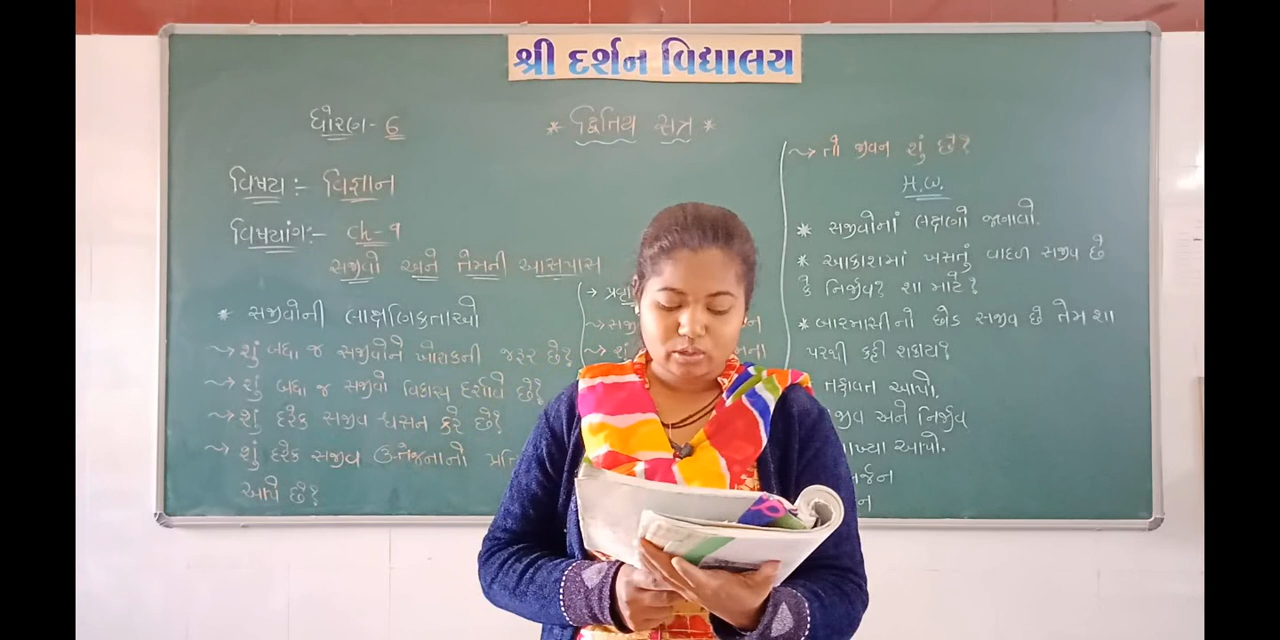 શ્રી દર્શન વિદ્યાલય
ધોરણ- 6
* દ્વિતિય સત્ર *
વિષય :- વિજ્ઞાન
વિષયાંગ:- ch-9
સજીવો અને તેમની આસપાસ
* સજીવોની લાક્ષણિકતાઓ
શું બધા જ સજીવોને ખોરાકની જરૂર છે?
શું બધા જ સજીવો વિકાસ દર્શાવે છે?
શું દરેક સજીવ શ્વસન કરે છે?
શું દરેક સજીવ ઉત્તેજનાનો
આપે છે?
તો જીવન શું છે?
H.W.
* સજીવોનાં લક્ષણો જણાવો.
* આકાશમાં ખસતું વાદળ સજીવ છે
કે નિર્જીવ? શા માટે?
* બારમાસીનો છોડ સજીવ છે તેમ શા
પરથી કહી શકાય?
તફાવત આપો.
અને નિર્જીવ
આપો.